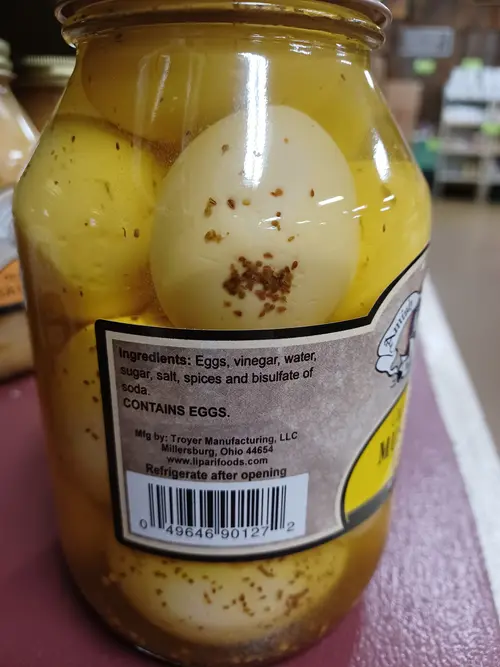 Ingredients: Eggs, vinegar, water,
sugar, salt, spices and bisulfate of
soda.
CONTAINS EGGS.
Mfg by: Troyer Manufacturing, LLC
Millersburg, Ohio 44654
www.liparifoods.com
Refrigerate after opening
0 49646 90127 2